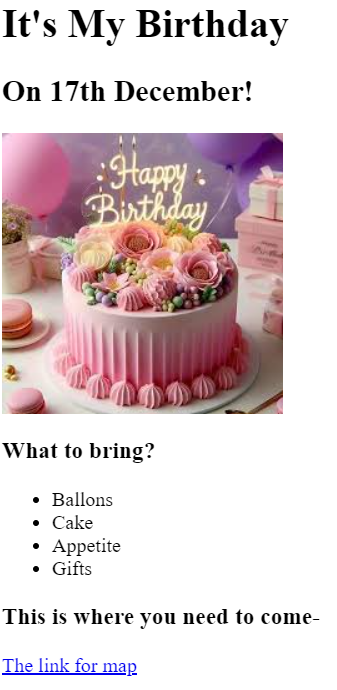 It's My Birthday
On 17th December!
Happy
Birthday
What to bring?
Ballons
Cake
Appetite
Gifts
This is where you need to come-
The link for map